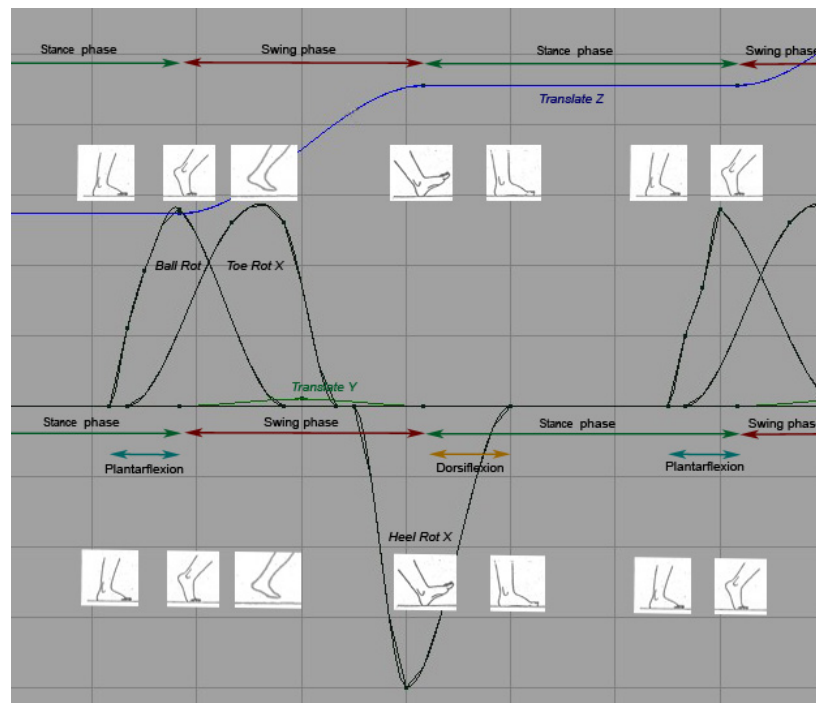 Stance phase
Swing phase
Stance phase
Swing phase
Translate Z
Ball Rot
Toe Rot X
Translate Y
Stance phase
Swing phase
Stance phase
Swing phase
Plantarflexion
Dorsiflexion
Plantarflexion
Heel Rot X